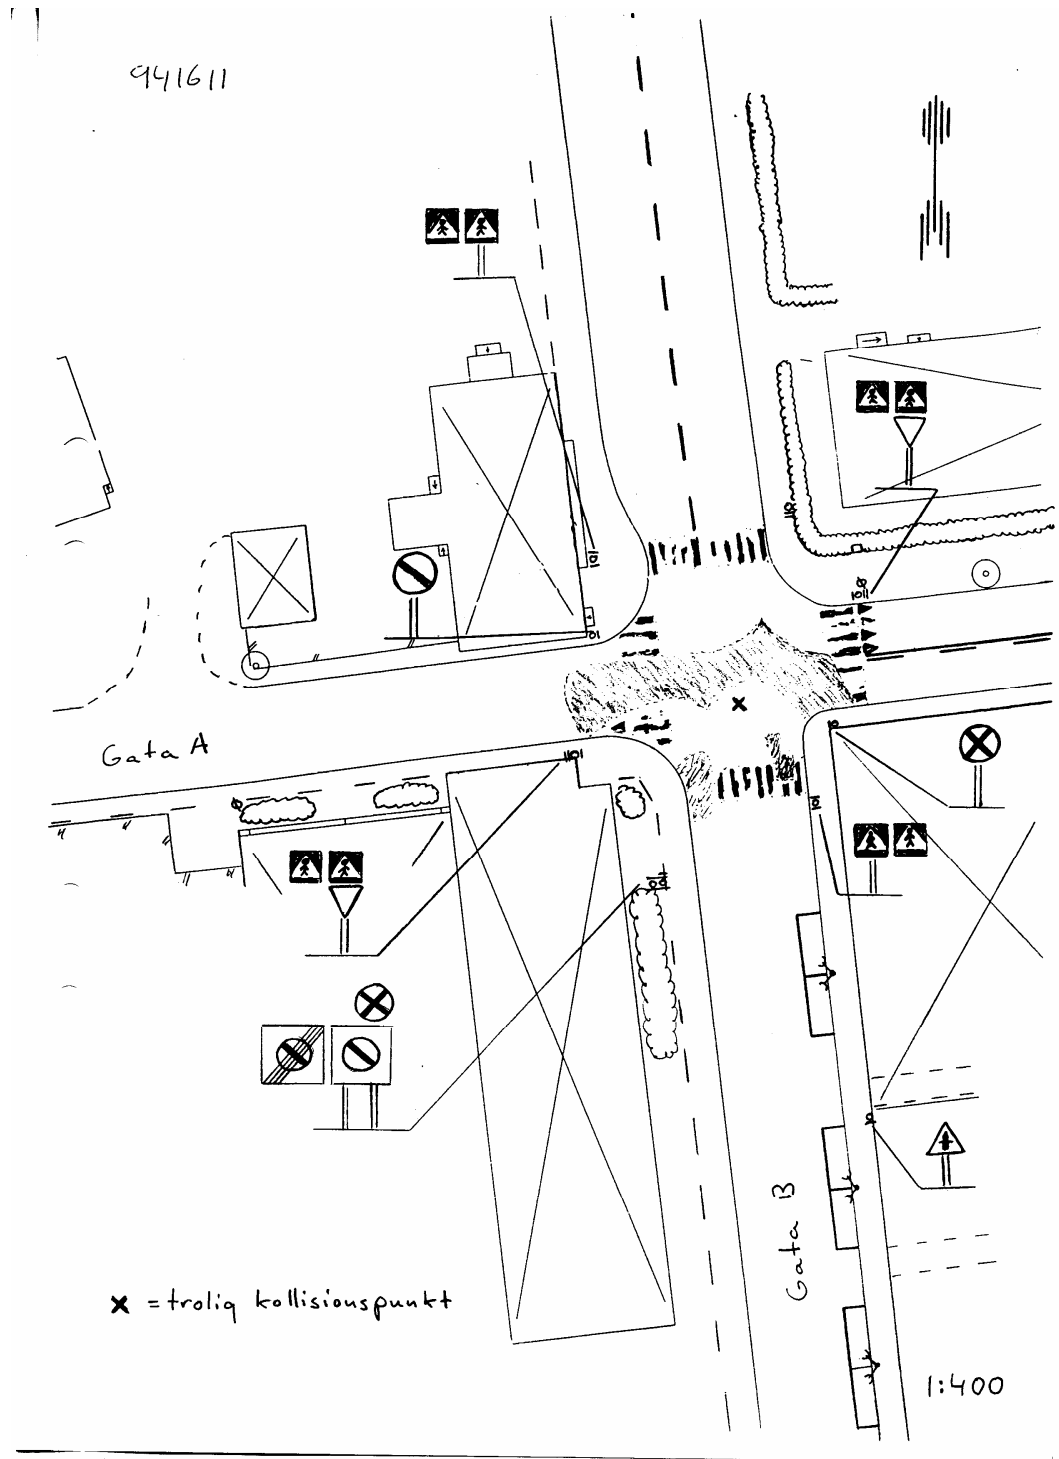 941611
Gata A
Gata B
x = trolig kollisionspunkt
1:400